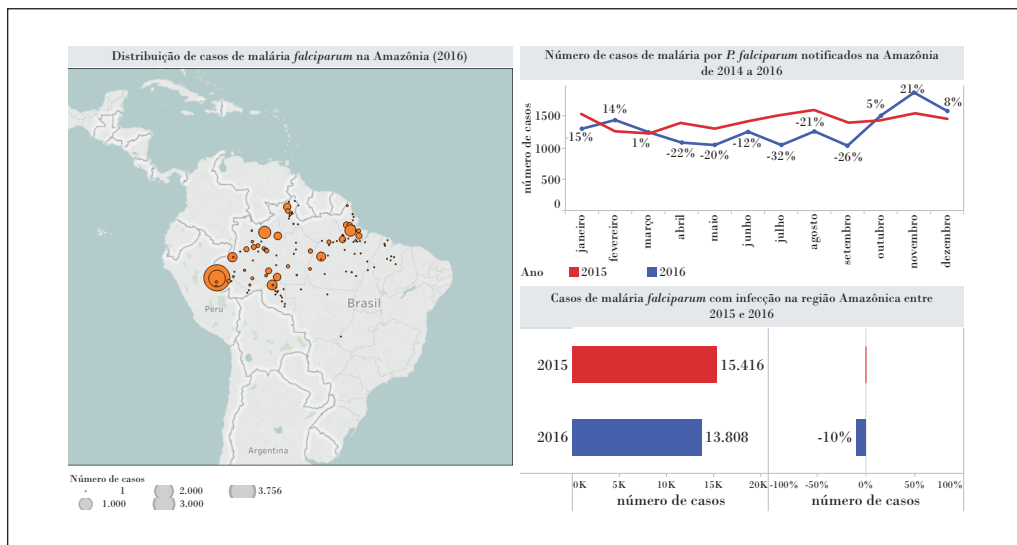 Distribuição de casos de malária falciparum na Amazônia (2016)
Peru
Brasil
Argentina
Número de casos
1
2.000
3.756
1.000
3.000
Número de casos de malária por P. falciparum notificados na Amazônia
de 2014 a 2016
número de casos
1500
1000
500
0
-15%
14%
1%
-22%
-20%
-12%
-32%
-21%
-26%
5%
21%
8%
janeiro
fevereiro
março
abril
maio
junho
julho
agosto
setembro
outubro
novembro
dezembro
Ano
2015
2016
Casos de malária falciparum com infecção na região Amazônica entre
2015 e 2016
2015
15.416
2016
13.808
-10%
0K
5K
10K
15K
20K
-100%
-50%
0%
50%
100%
número de casos
número de casos